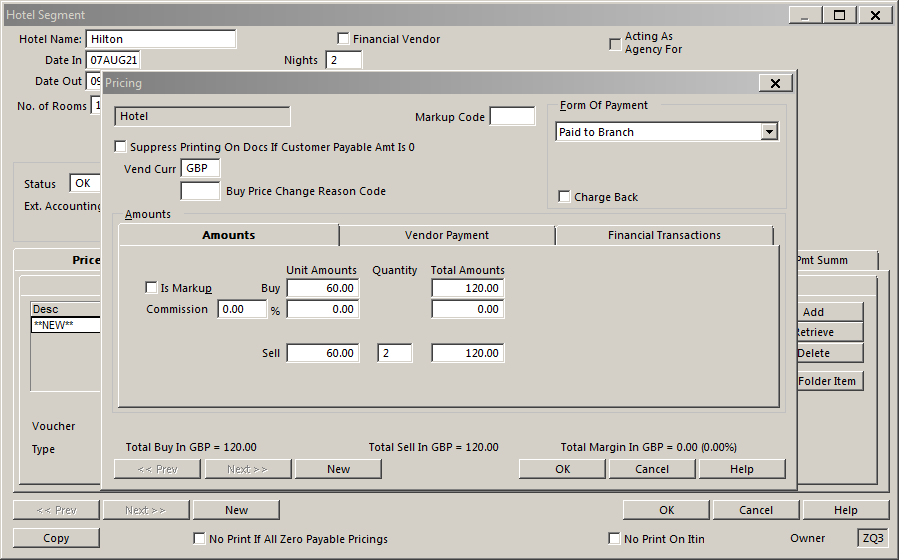 Hotel Segment
Hotel Name: Hilton Financial Vendor Acting As Agency For
Date In 07AUG21 Nights 2
Date Out 09
No. of Rooms 1
Status OK
Ext. Accounting
Price Pmt Summ
Desc
**NEW**
Add
Retrieve
Delete
Folder Item
Voucher
Type
Pricing
Hotel Markup Code
Form Of Payment
Paid to Branch
Charge Back
Suppress Printing On Docs If Customer Payable Amt Is 0
Vend Curr GBP
Buy Price Change Reason Code
Amounts
Amounts Vendor Payment Financial Transactions
Unit Amounts Quantity Total Amounts
Is Markup Buy 60.00 120.00
Commission 0.00 % 0.00 0.00
Sell 60.00 2 120.00
Total Buy In GBP = 120.00 Total Sell In GBP = 120.00 Total Margin In GBP = 0.00 (0.00%)
<< Prev Next >> New OK Cancel Help
<< Prev Next >> New OK Cancel Help
Copy No Print If All Zero Payable Pricings No Print On Itin Owner ZQ3